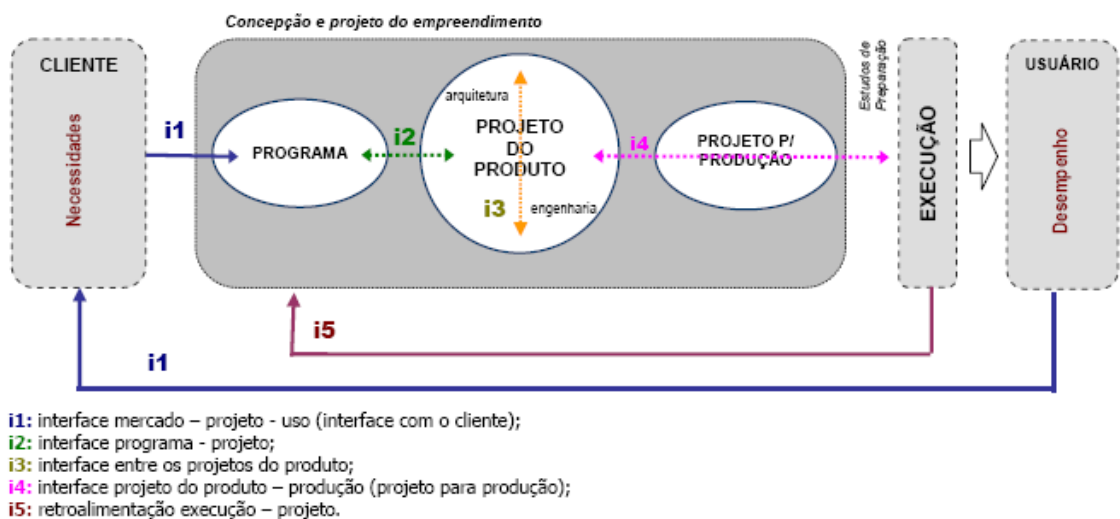 Concepção e projeto do empreendimento
CLIENTE
Necessidades
i1
PROGRAMA
i2
arquitetura
PROJETO
DO
PRODUTO
i3
engenharia
i4
PROJETO P/
PRODUÇÃO
Estudos de
Preparação
EXECUÇÃO
USUÁRIO
Desempenho
i5
i1
i1: interface mercado – projeto - uso (interface com o cliente);
i2: interface programa - projeto;
i3: interface entre os projetos do produto;
i4: interface projeto do produto – produção (projeto para produção);
i5: retroalimentação execução – projeto.